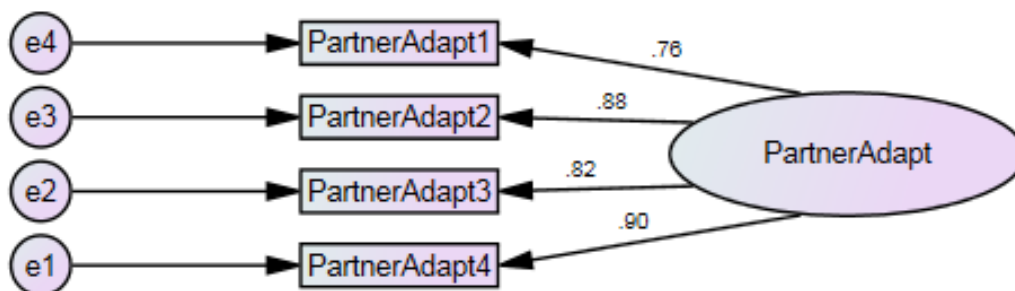 e4
PartnerAdapt1
.76
e3
PartnerAdapt2
.88
PartnerAdapt
e2
PartnerAdapt3
.82
e1
PartnerAdapt4
.90